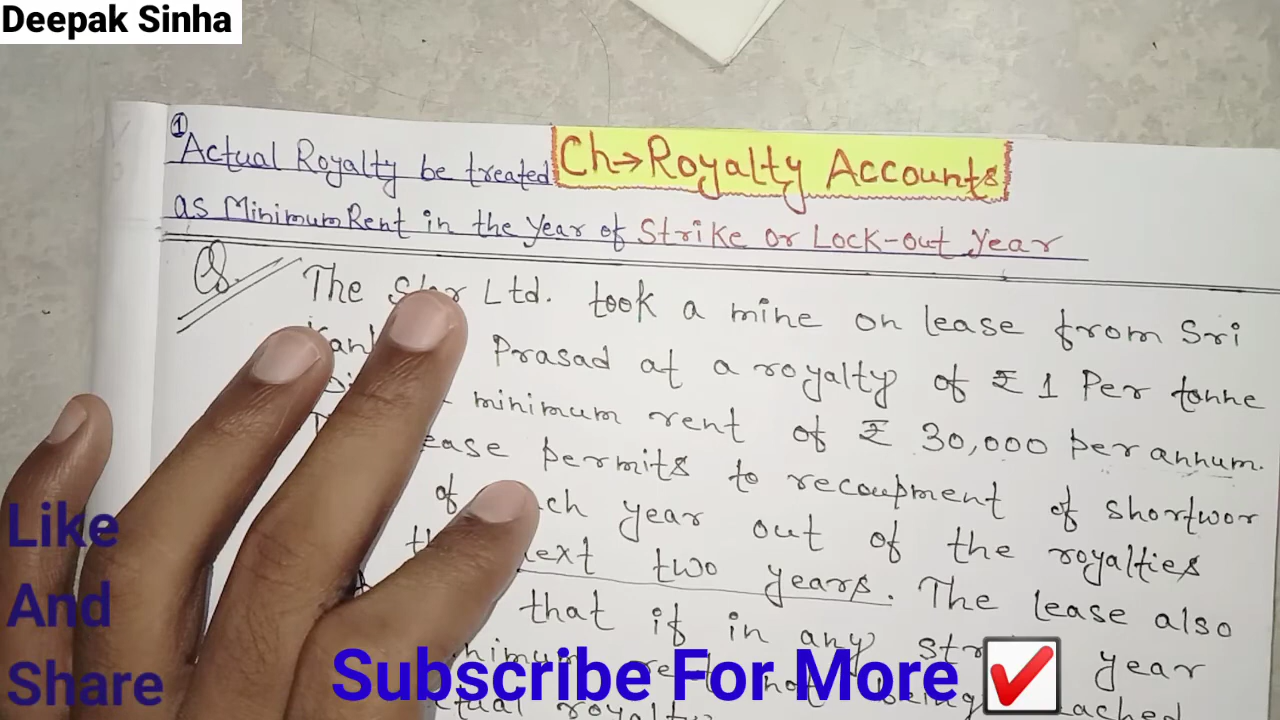 Deepak Sinha
①
Actual Royalty be treated Ch→Royalty Accounts
as Minimum Rent in the Year of Strike or Lock-out Year
Q. The Star Ltd. took a mine on lease from Sri
Prasad at a royalty of ₹ 1 Per tonne
minimum rent of ₹ 30,000 per annum.
ease permits to recoupment of shortwor
of ch year out of the royalties
next two years. The lease also
that if in any year
Like
And
Share
Subscribe For More ✔